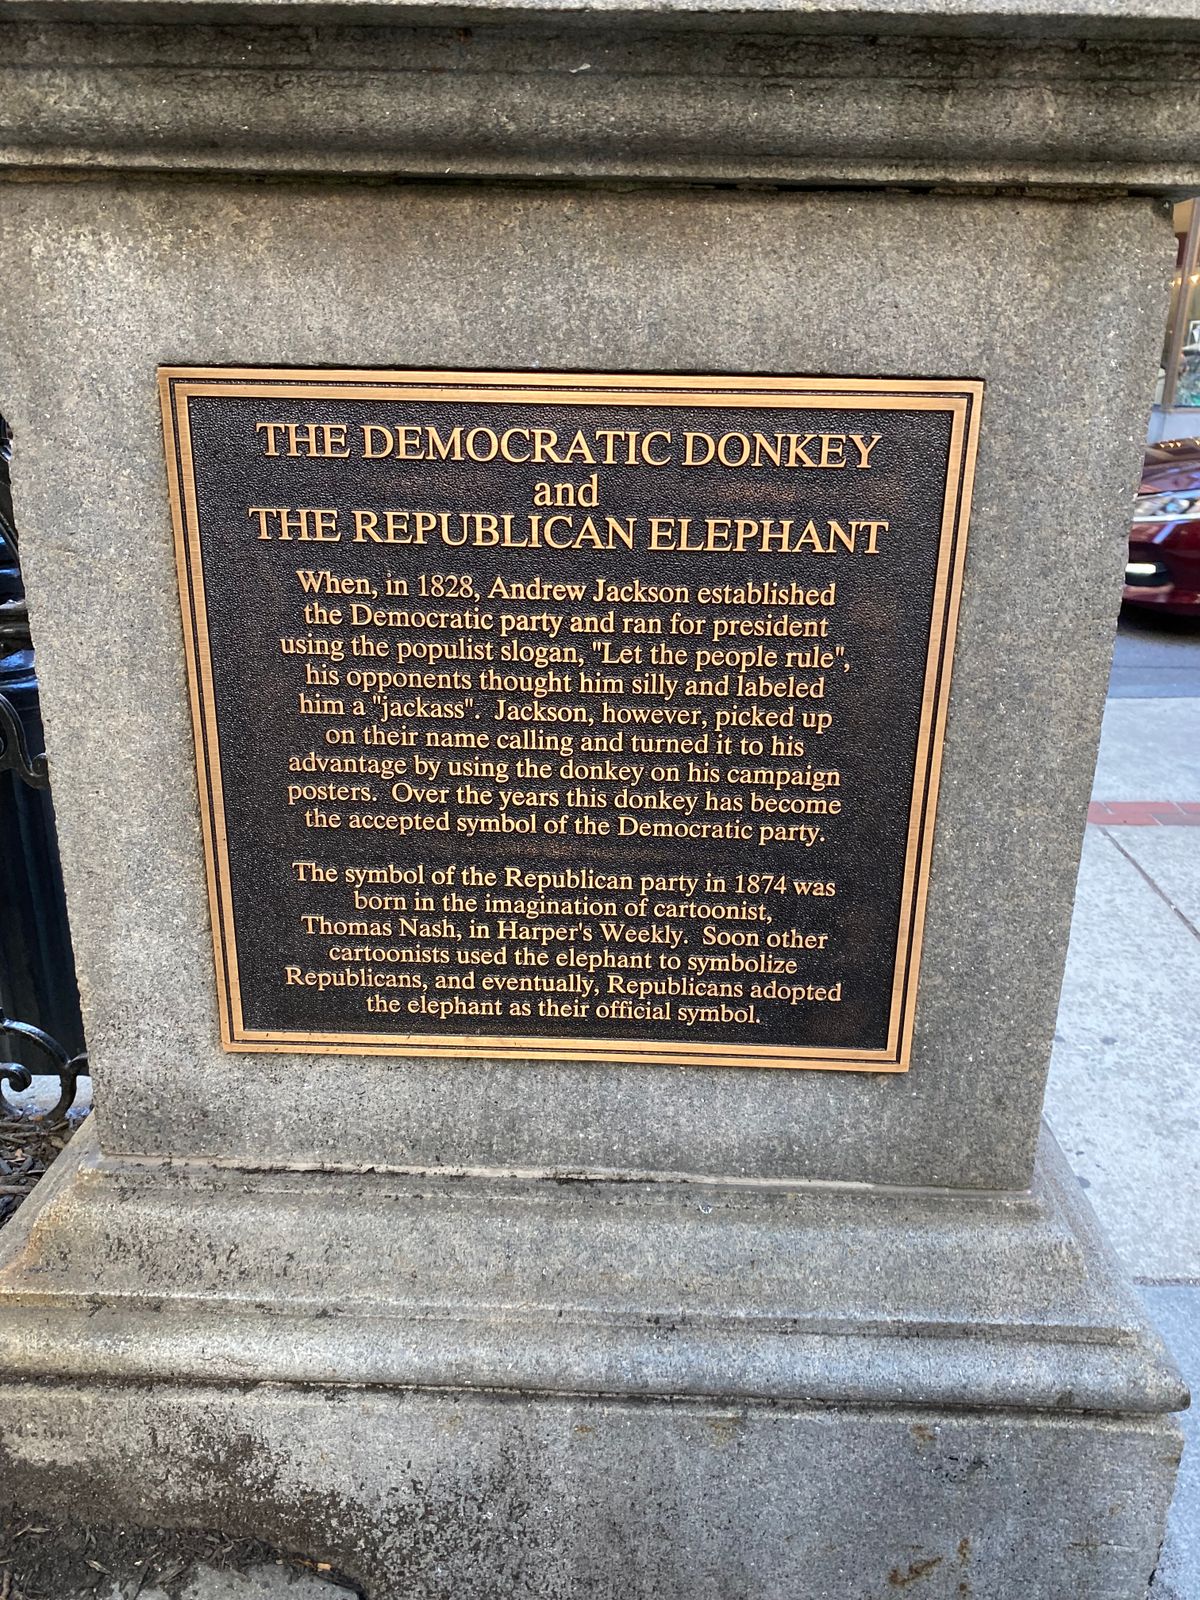 THE DEMOCRATIC DONKEY
and
THE REPUBLICAN ELEPHANT
When, in 1828, Andrew Jackson established
the Democratic party and ran for president
using the populist slogan, "Let the people rule",
his opponents thought him silly and labeled
him a "jackass". Jackson, however, picked up
on their name calling and turned it to his
advantage by using the donkey on his campaign
posters. Over the years this donkey has become
the accepted symbol of the Democratic party.
The symbol of the Republican party in 1874 was
born in the imagination of cartoonist,
Thomas Nash, in Harper's Weekly. Soon other
cartoonists used the elephant to symbolize
Republicans, and eventually, Republicans adopted
the elephant as their official symbol.